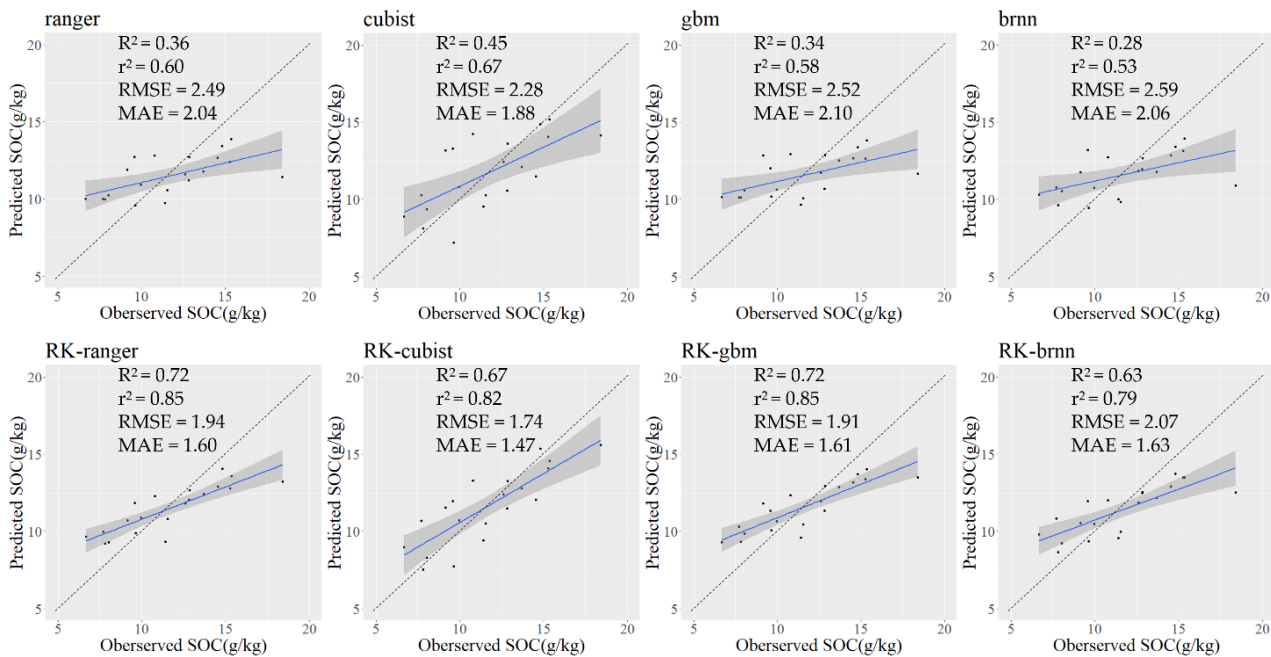 ranger
R² = 0.36
r² = 0.60
RMSE = 2.49
MAE = 2.04
Predicted SOC(g/kg)
20
15
10
5
5 10 15 20
Oberserved SOC(g/kg)
cubist
R² = 0.45
r² = 0.67
RMSE = 2.28
MAE = 1.88
Predicted SOC(g/kg)
20
15
10
5
5 10 15 20
Oberserved SOC(g/kg)
gbm
R² = 0.34
r² = 0.58
RMSE = 2.52
MAE = 2.10
Predicted SOC(g/kg)
20
15
10
5
5 10 15 20
Oberserved SOC(g/kg)
brnn
R² = 0.28
r² = 0.53
RMSE = 2.59
MAE = 2.06
Predicted SOC(g/kg)
20
15
10
5
5 10 15 20
Oberserved SOC(g/kg)
RK-ranger
R² = 0.72
r² = 0.85
RMSE = 1.94
MAE = 1.60
Predicted SOC(g/kg)
20
15
10
5
5 10 15 20
Oberserved SOC(g/kg)
RK-cubist
R² = 0.67
r² = 0.82
RMSE = 1.74
MAE = 1.47
Predicted SOC(g/kg)
20
15
10
5
5 10 15 20
Oberserved SOC(g/kg)
RK-gbm
R² = 0.72
r² = 0.85
RMSE = 1.91
MAE = 1.61
Predicted SOC(g/kg)
20
15
10
5
5 10 15 20
Oberserved SOC(g/kg)
RK-brnn
R² = 0.63
r² = 0.79
RMSE = 2.07
MAE = 1.63
Predicted SOC(g/kg)
20
15
10
5
5 10 15 20
Oberserved SOC(g/kg)